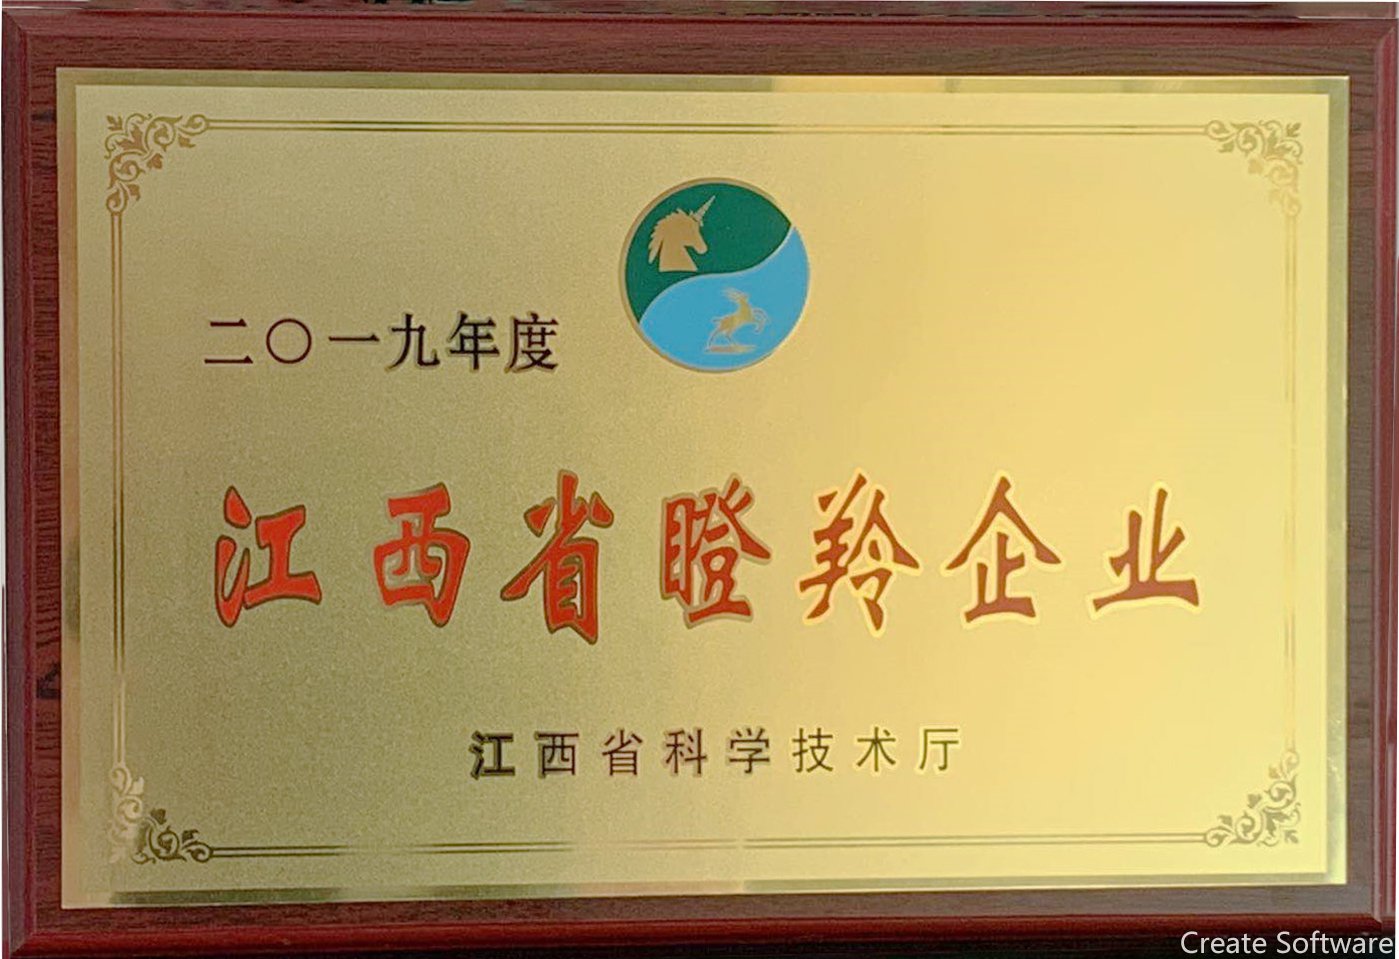 二〇一九年度
江西省瞪羚企业
江西省科学技术厅
Create Software